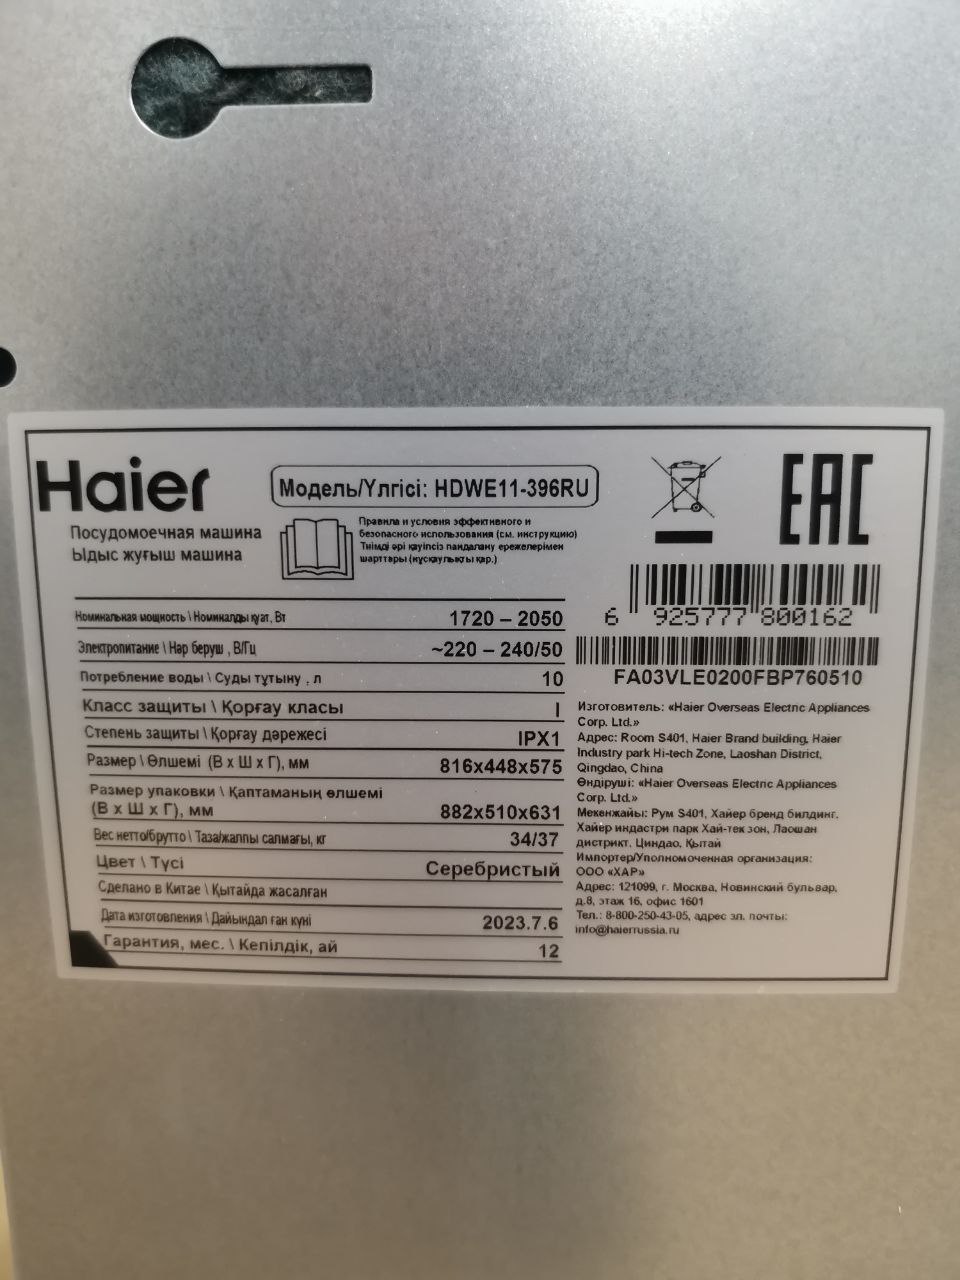 Haier
Модель/Үлгісі: HDWE11-396RU
EAC
Посудомоечная машина
Ыдыс жуғыш машина
Правила и условия эффективного и
безопасного использования (см. инструкцию)
Тиімді әрі қауіпсіз пайдалану ережелерімен
шарттары (нұсқаулықты қар.)
6 925777 800162
FA03VLE0200FBP760510
Номинальная мощность \ Номиналды қуат, Вт 1720 – 2050
Электропитание \ Нәр беруш , В/Гц ~220 – 240/50
Потребление воды \ Суды тұтыну , л 10
Класс защиты \ Қорғау класы I
Степень защиты \ Қорғау дәрежесі IPX1
Размер \ Өлшемі (В х Ш х Г), мм 816х448х575
Размер упаковки \ Қаптаманың өлшемі
(В х Ш х Г), мм 882х510х631
Вес нетто/брутто \ Таза/жалпы салмағы, кг 34/37
Цвет \ Түсі Серебристый
Сделано в Китае \ Қытайда жасалған
Дата изготовления \ Дайындал ған күні 2023.7.6
Гарантия, мес. \ Кепілдік, ай 12
Изготовитель: «Haier Overseas Electric Appliances
Corp. Ltd.»
Адрес: Room S401, Haier Brand building, Haier
Industry park Hi-tech Zone, Laoshan District,
Qingdao, China
Өндіруші: «Haier Overseas Electric Appliances
Corp. Ltd.»
Мекенжайы: Рум S401, Хайер бренд билдинг,
Хайер индастри парк Хай-тек зон, Лаошан
дистрикт, Циндао, Қытай
Импортер/Уполномоченная организация:
ООО «ХАР»
Адрес: 121099, г. Москва, Новинский бульвар,
д.8, этаж 16, офис 1601
Тел.: 8-800-250-43-05, адрес эл. почты:
info@haierrussia.ru